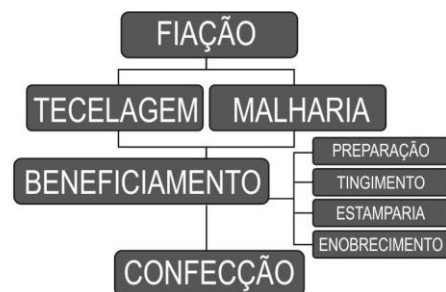 FIAÇÃO
TECELAGEM
MALHARIA
BENEFICIAMENTO
PREPARAÇÃO
TINGIMENTO
ESTAMPARIA
ENOBRECIMENTO
CONFECÇÃO